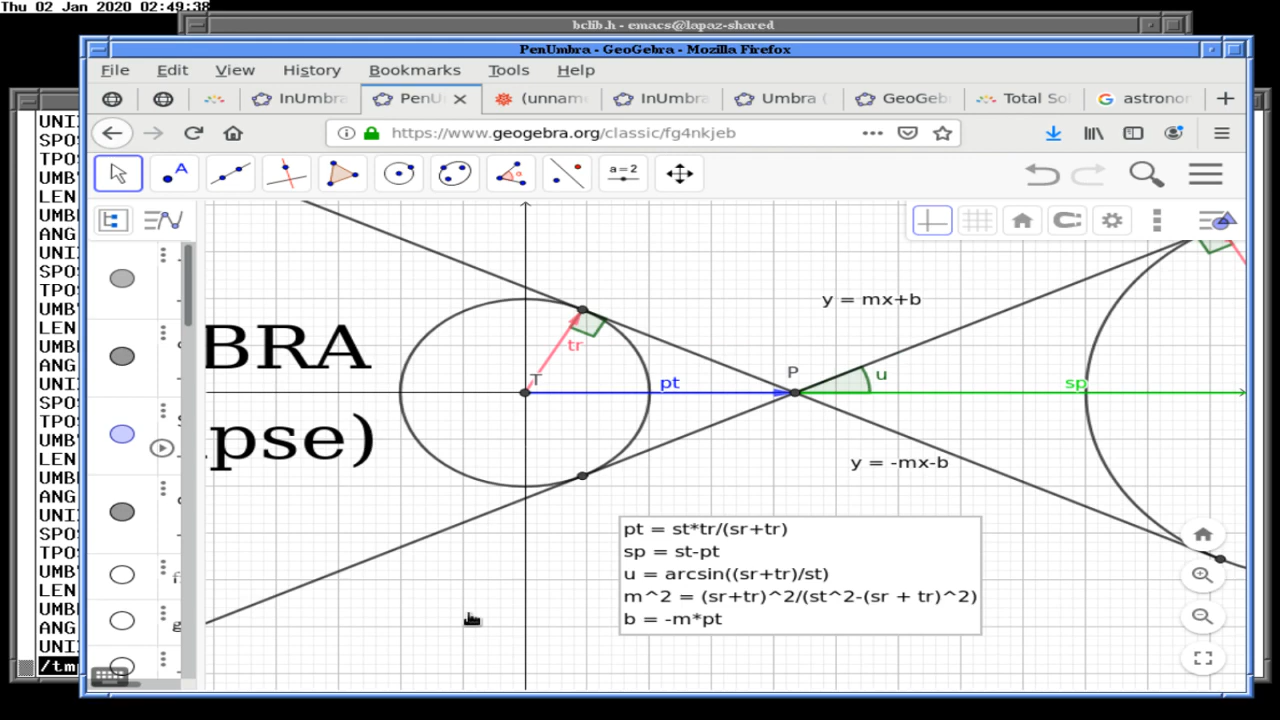 Thu 02 Jan 2020 02:49:38
bclib.h - emacs@lapaz-shared
PenUmbra - GeoGebra - Mozilla Firefox
File Edit View History Bookmarks Tools Help
InUmbra PenU (unnam InUmbra Umbra ( GeoGeb Total So astronor
https://www.geogebra.org/classic/fg4nkjeb
A
a=2
UNI
SPO
TPO
UMB
LEN
UMB
ANG
UNI
SPO
TPO
UMB
LEN
UMB
ANG
UNI
SPO
TPO
UMB
LEN
UMB
ANG
UNI
SPO
TPO
UMB
LEN
UMB
ANG
UNI
/tm
y = mx+b
BRA
tr
T
pt
P
u
sp
pse)
y = -mx-b
pt = st*tr/(sr+tr)
sp = st-pt
u = arcsin((sr+tr)/st)
m^2 = (sr+tr)^2/(st^2-(sr + tr)^2)
b = -m*pt